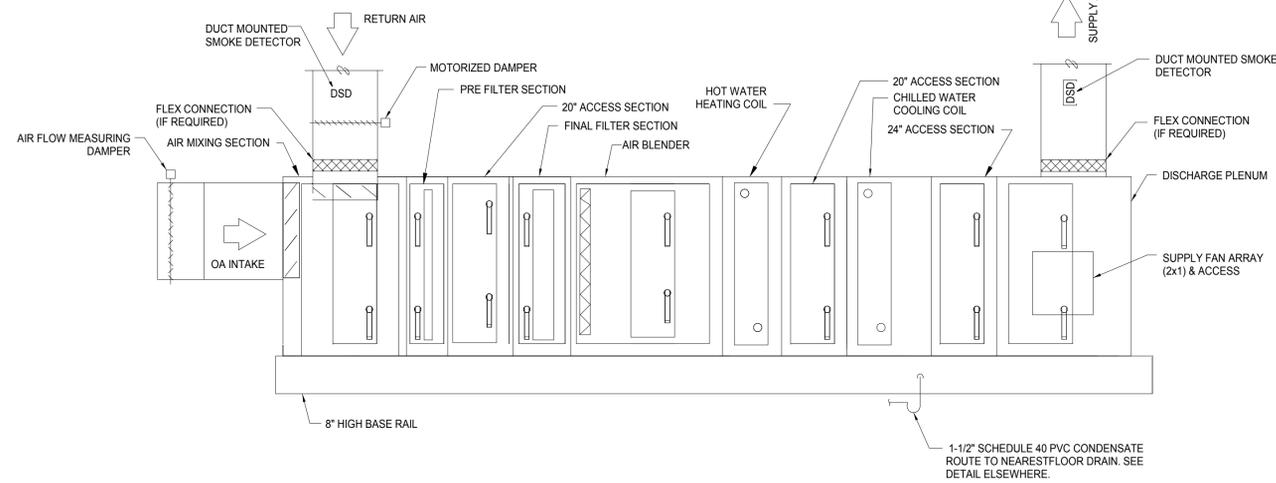 RETURN AIR
SUPPLY
DUCT MOUNTED
SMOKE DETECTOR
DUCT MOUNTED SMOKE
DETECTOR
MOTORIZED DAMPER
DSD
DSD
PRE FILTER SECTION
20" ACCESS SECTION
HOT WATER
HEATING COIL
20" ACCESS SECTION
CHILLED WATER
COOLING COIL
FLEX CONNECTION
(IF REQUIRED)
FINAL FILTER SECTION
24" ACCESS SECTION
FLEX CONNECTION
(IF REQUIRED)
AIR FLOW MEASURING
DAMPER
AIR MIXING SECTION
AIR BLENDER
DISCHARGE PLENUM
OA INTAKE
SUPPLY FAN ARRAY
(2x1) & ACCESS
8" HIGH BASE RAIL
1-1/2" SCHEDULE 40 PVC CONDENSATE
ROUTE TO NEARESTFLOOR DRAIN. SEE
DETAIL ELSEWHERE.